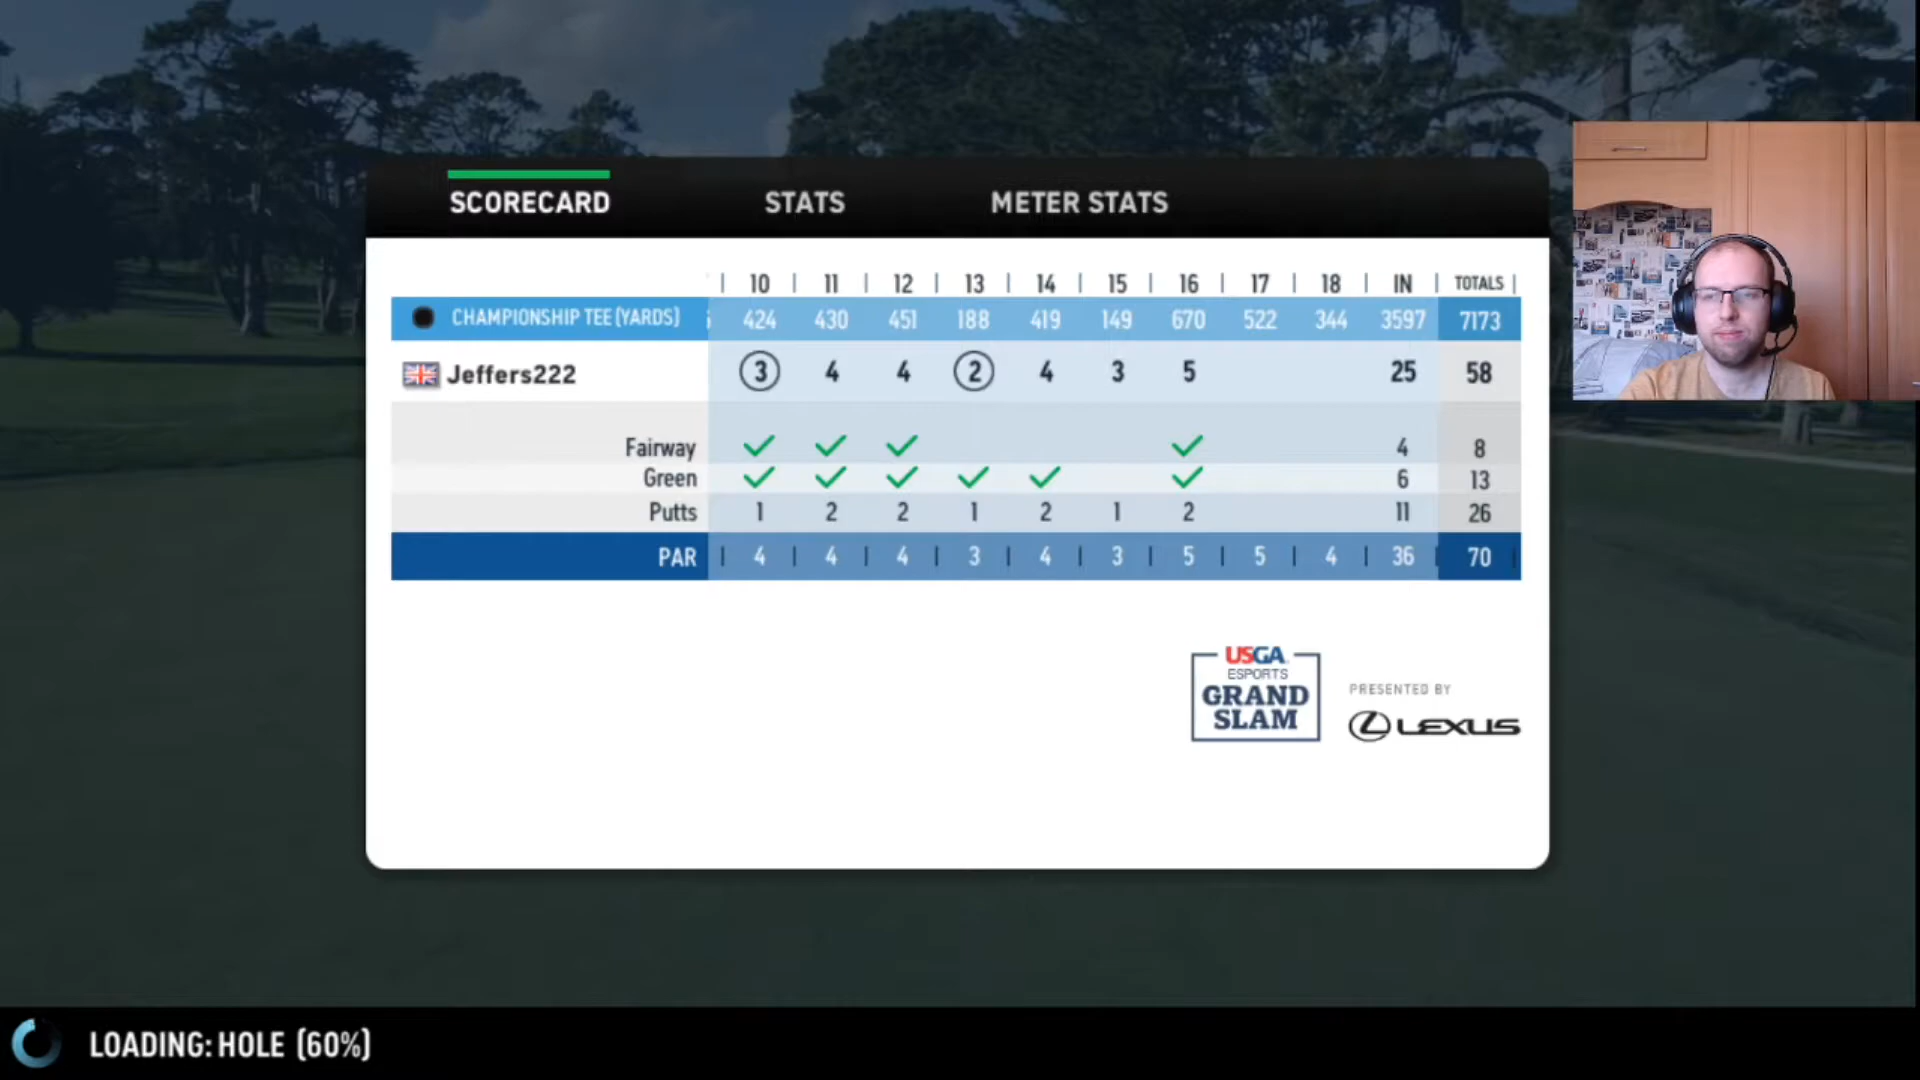 SCORECARD STATS METER STATS
10 11 12 13 14 15 16 17 18 IN TOTALS
CHAMPIONSHIP TEE (YARDS) 424 430 451 188 419 149 670 522 344 3597 7173
Jeffers222 3 4 4 2 4 3 5 25 58
Fairway 4 8
Green 6 13
Putts 1 2 2 1 2 1 2 11 26
PAR 4 4 4 3 4 3 5 5 4 36 70
USGA
ESPORTS
GRAND
SLAM
PRESENTED BY
LEXUS
LOADING: HOLE (60%)